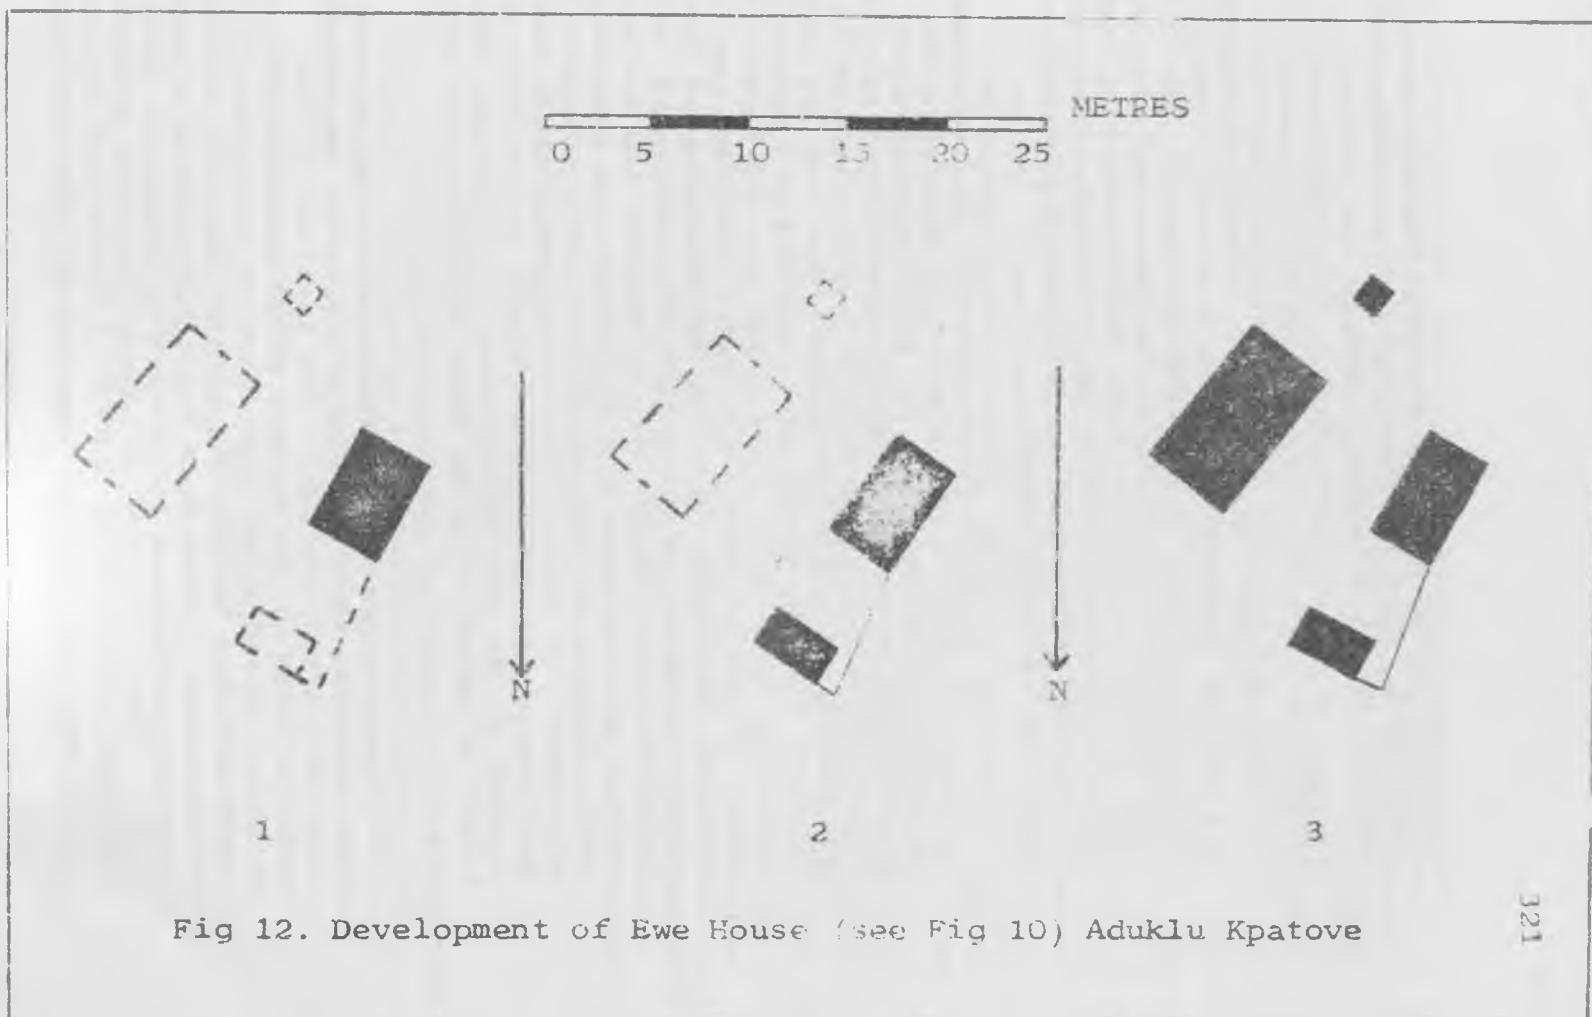 METRES
0 5 10 15 20 25
N N
1 2 3
Fig 12. Development of Ewe House (see Fig 10) Aduklu Kpatove
321